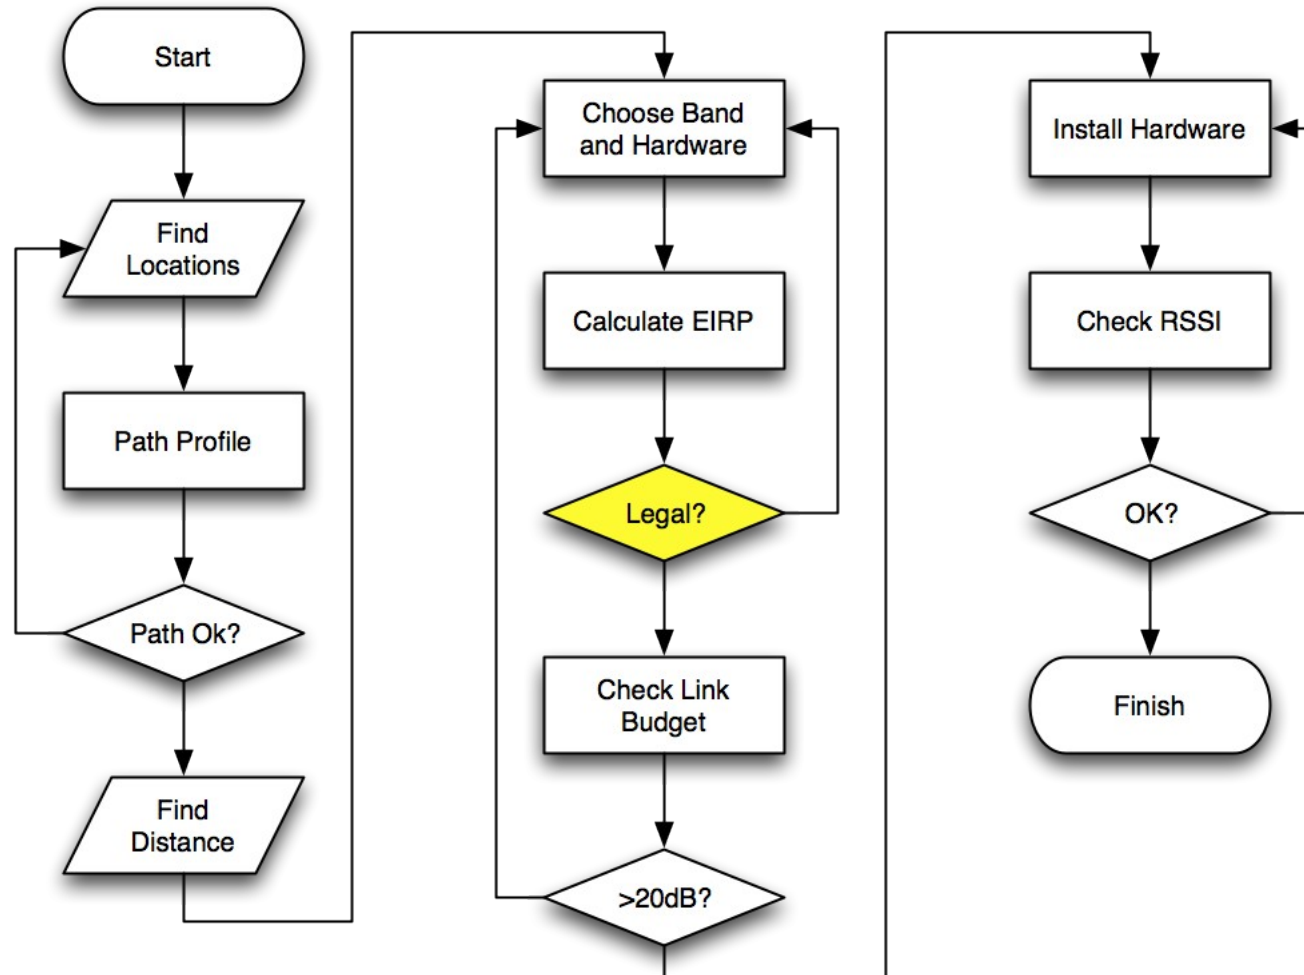 Start
Find
Locations
Path Profile
Path Ok?
Find
Distance
Choose Band
and Hardware
Calculate EIRP
Legal?
Check Link
Budget
>20dB?
Install Hardware
Check RSSI
OK?
Finish